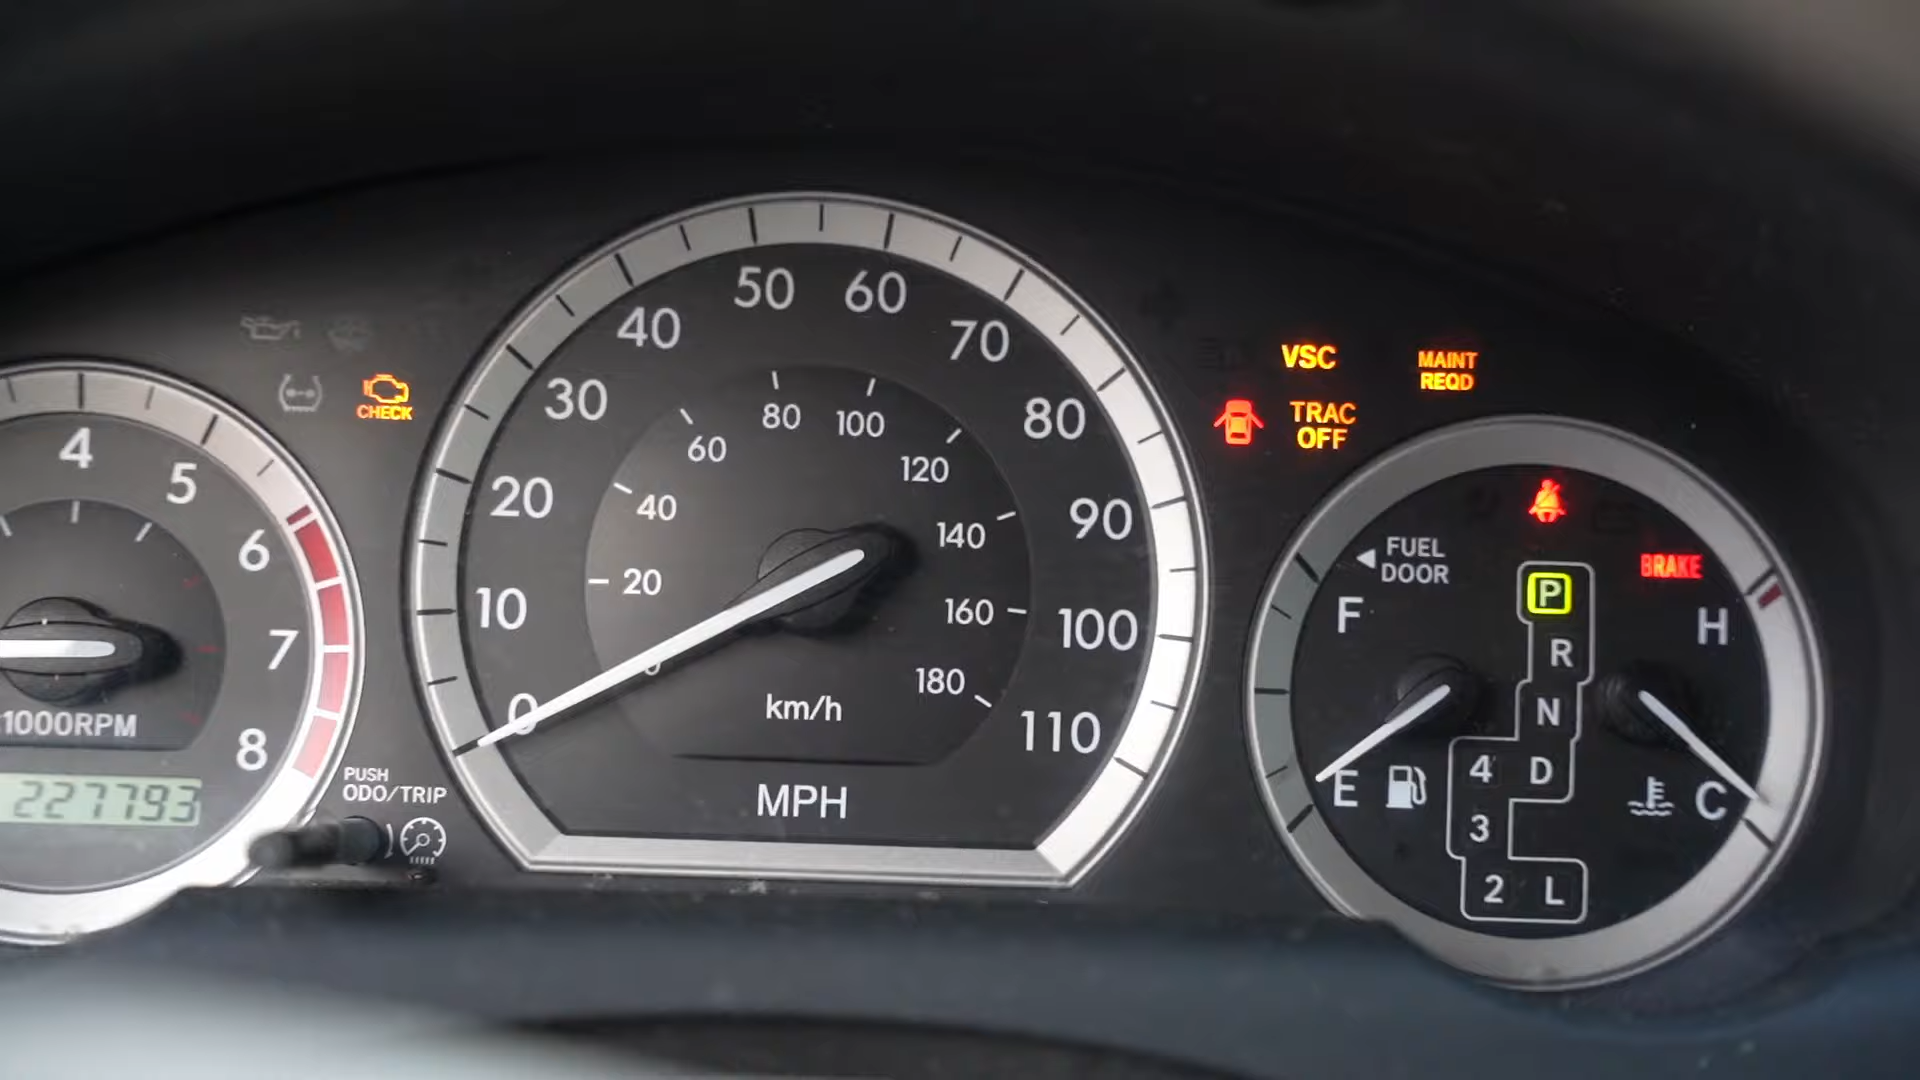 4
5
6
7
8
1000RPM
227793
PUSH
ODO/TRIP
CHECK
0
10
20
30
40
50
60
70
80
90
100
110
0
20
40
60
80
100
120
140
160
180
km/h
MPH
VSC
MAINT
REQD
TRAC
OFF
FUEL
DOOR
BRAKE
F
E
H
C
P
R
N
4 D
3
2 L